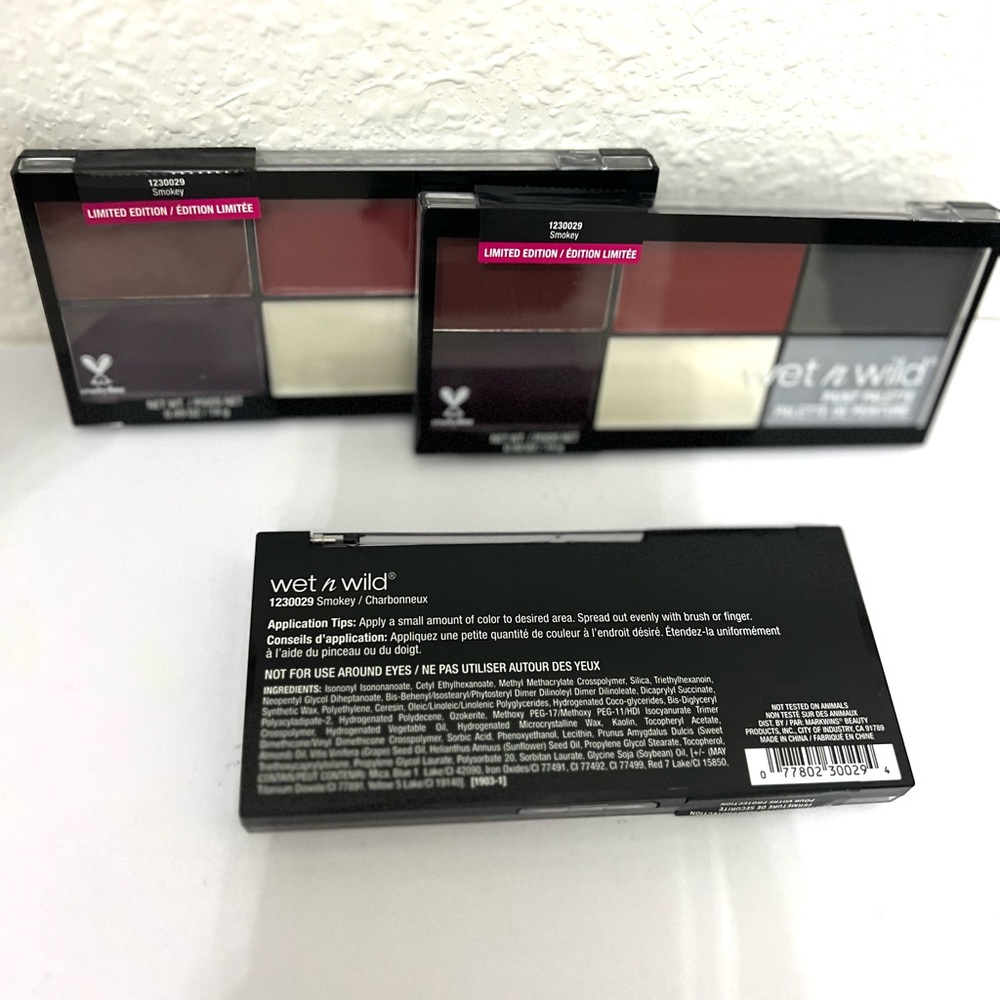 1230029
Smokey
LIMITED EDITION / ÉDITION LIMITÉE
1230029
Smokey
LIMITED EDITION / ÉDITION LIMITÉE
wet n wild®
PAINT PALETTE
PALETTE DE PEINTURE
wet n wild®
1230029 Smokey / Charbonneux
Application Tips: Apply a small amount of color to desired area. Spread out evenly with brush or finger.
Conseils d'application: Appliquez une petite quantité de couleur à l'endroit désiré. Étendez-la uniformément
à l'aide du pinceau ou du doigt.
NOT FOR USE AROUND EYES / NE PAS UTILISER AUTOUR DES YEUX
INGREDIENTS: Isononyl Isononanoate, Cetyl Ethylhexanoate, Methyl Methacrylate Crosspolymer, Silica, Triethylhexanoin,
Neopentyl Glycol Diheptanoate, Bis-Behenyl/Isostearyl/Phytosteryl Dimer Dilinoleyl Dimer Dilinoleate, Dicaprylyl Succinate,
Synthetic Wax, Polyethylene, Ceresin, Oleic/Linoleic/Linolenic Polyglycerides, Hydrogenated Coco-glycerides, Bis-Diglyceryl
Polyacyladipate-2, Hydrogenated Polydecene, Ozokerite, Methoxy PEG-17/Methoxy PEG-11/HDI Isocyanurate Trimer
Hydrogenated Vegetable Oil, Hydrogenated Microcrystalline Wax, Kaolin, Tocopheryl Acetate,
Dimethicone Crosspolymer, Sorbic Acid, Phenoxyethanol, Lecithin, Prunus Amygdalus Dulcis (Sweet
Vitis Vinifera (Grape) Seed Oil, Helianthus Annuus (Sunflower) Seed Oil, Propylene Glycol Stearate, Tocopherol,
Propylene Glycol Laurate, Polysorbate 20, Sorbitan Laurate, Glycine Soja (Soybean) Oil, [+/- (MAY
CONTAIN/PEUT CONTENIR): Mica, Blue 1 Lake/CI 42090, Iron Oxides/CI 77491, CI 77492, CI 77499, Red 7 Lake/CI 15850,
Titanium Dioxide/CI 77891, Yellow 5 Lake/CI 19140]. [1903-1]
NOT TESTED ON ANIMALS
NON TESTÉ SUR DES ANIMAUX
DIST. BY / PAR: MARKWINS® BEAUTY
PRODUCTS, INC., CITY OF INDUSTRY, CA 91789
MADE IN CHINA / FABRIQUÉ EN CHINE
0 77802 30029 4
FERMETURE DE SÉCURITÉ
POUR VOTRE PROTECTION